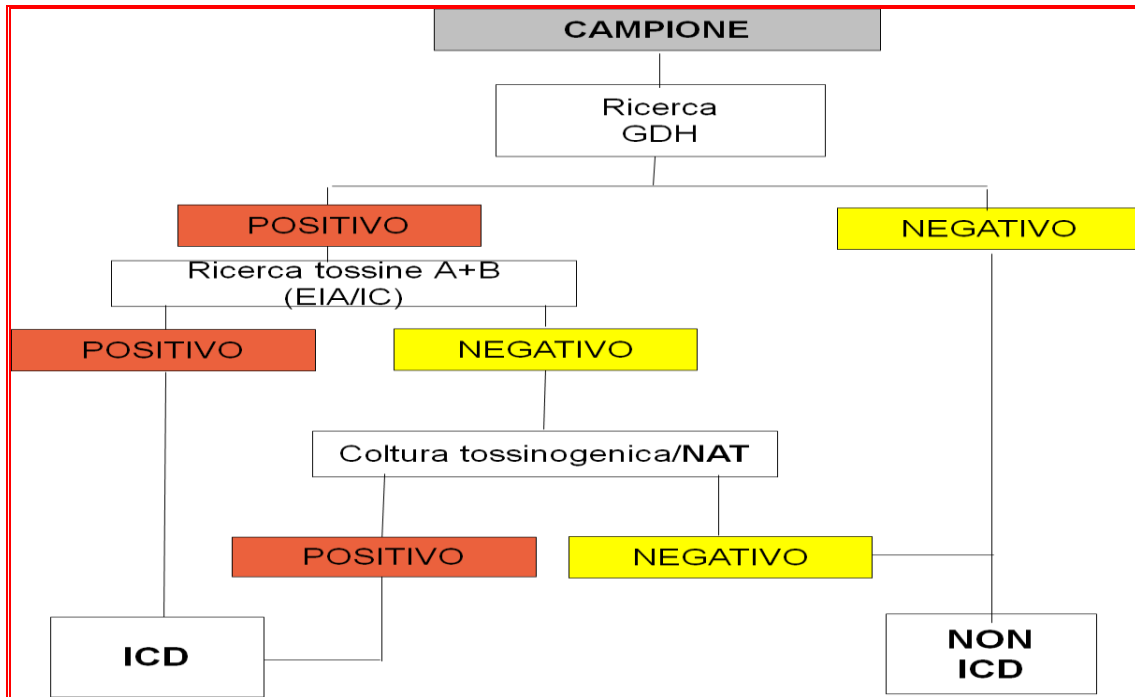 CAMPIONE
Ricerca
GDH
POSITIVO
NEGATIVO
Ricerca tossine A+B
(EIA/IC)
POSITIVO
NEGATIVO
Coltura tossinogenica/NAT
POSITIVO
NEGATIVO
ICD
NON
ICD